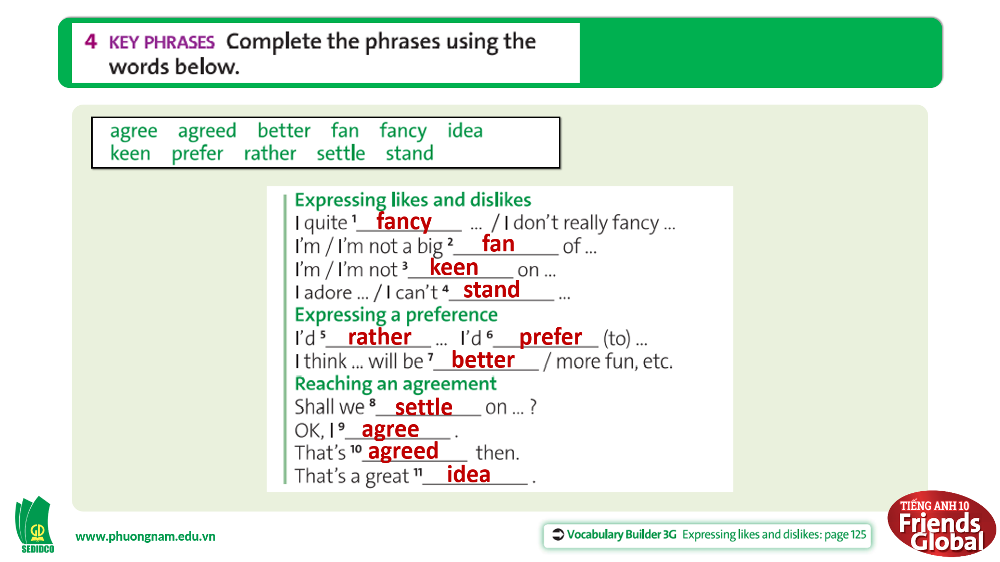 4 KEY PHRASES Complete the phrases using the
words below.
agree agreed better fan fancy idea
keen prefer rather settle stand
Expressing likes and dislikes
I quite ¹ fancy ... / I don't really fancy ...
I'm / I'm not a big ² fan of ...
I'm / I'm not ³ keen on ...
I adore ... / I can't ⁴ stand ...
Expressing a preference
I'd ⁵ rather ... I'd ⁶ prefer (to) ...
I think ... will be ⁷ better / more fun, etc.
Reaching an agreement
Shall we ⁸ settle on ... ?
OK, I ⁹ agree .
That's ¹⁰ agreed then.
That's a great ¹¹ idea .
GD
SEDIDCO
www.phuongnam.edu.vn
Vocabulary Builder 3G Expressing likes and dislikes: page 125
TIẾNG ANH 10
Friends
Global